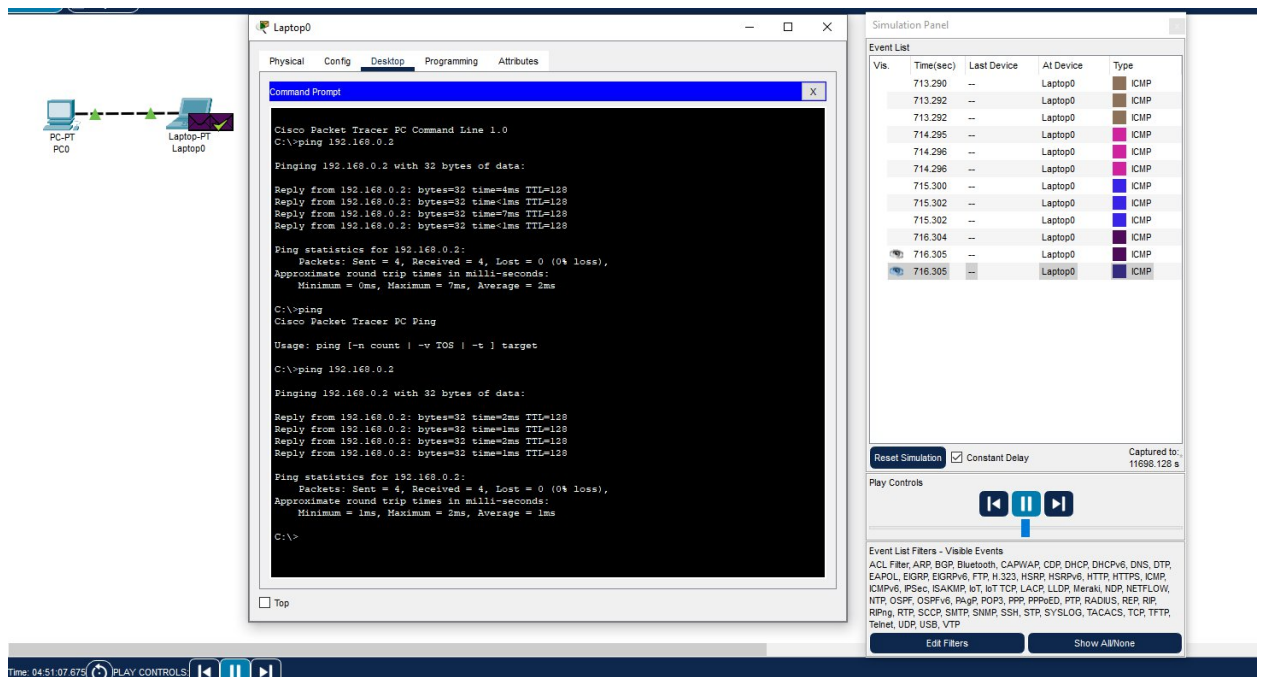 Laptop0
Physical Config Desktop Programming Attributes
Command Prompt
X
Cisco Packet Tracer PC Command Line 1.0
C:\>ping 192.168.0.2
Pinging 192.168.0.2 with 32 bytes of data:
Reply from 192.168.0.2: bytes=32 time=4ms TTL=128
Reply from 192.168.0.2: bytes=32 time<1ms TTL=128
Reply from 192.168.0.2: bytes=32 time=7ms TTL=128
Reply from 192.168.0.2: bytes=32 time<1ms TTL=128
Ping statistics for 192.168.0.2:
Packets: Sent = 4, Received = 4, Lost = 0 (0% loss),
Approximate round trip times in milli-seconds:
Minimum = 0ms, Maximum = 7ms, Average = 2ms
C:\>ping
Cisco Packet Tracer PC Ping
Usage: ping [-n count | -v TOS | -t ] target
C:\>ping 192.168.0.2
Pinging 192.168.0.2 with 32 bytes of data:
Reply from 192.168.0.2: bytes=32 time=2ms TTL=128
Reply from 192.168.0.2: bytes=32 time=1ms TTL=128
Reply from 192.168.0.2: bytes=32 time=2ms TTL=128
Reply from 192.168.0.2: bytes=32 time=1ms TTL=128
Ping statistics for 192.168.0.2:
Packets: Sent = 4, Received = 4, Lost = 0 (0% loss),
Approximate round trip times in milli-seconds:
Minimum = 1ms, Maximum = 2ms, Average = 1ms
C:\>
Top
PC-PT
PC0
Laptop-PT
Laptop0
Simulation Panel
Event List
Vis. Time(sec) Last Device At Device Type
713.290 -- Laptop0 ICMP
713.292 -- Laptop0 ICMP
713.292 -- Laptop0 ICMP
714.295 -- Laptop0 ICMP
714.296 -- Laptop0 ICMP
714.296 -- Laptop0 ICMP
715.300 -- Laptop0 ICMP
715.302 -- Laptop0 ICMP
715.302 -- Laptop0 ICMP
716.304 -- Laptop0 ICMP
716.305 -- Laptop0 ICMP
716.305 -- Laptop0 ICMP
Reset Simulation Constant Delay
Captured to:
11698.128 s
Play Controls
Event List Filters - Visible Events
ACL Filter, ARP, BGP, Bluetooth, CAPWAP, CDP, DHCP, DHCPv6, DNS, DTP,
EAPOL, EIGRP, EIGRPv6, FTP, H.323, HSRP, HSRPv6, HTTP, HTTPS, ICMP,
ICMPv6, IPSec, ISAKMP, IoT, IoT TCP, LACP, LLDP, Meraki, NDP, NETFLOW,
NTP, OSPF, OSPFv6, PAgP, POP3, PPP, PPPoED, PTP, RADIUS, REP, RIP,
RIPng, RTP, SCCP, SMTP, SNMP, SSH, STP, SYSLOG, TACACS, TCP, TFTP,
Telnet, UDP, USB, VTP
Edit Filters Show All/None
Time: 04:51:07.675 PLAY CONTROLS: